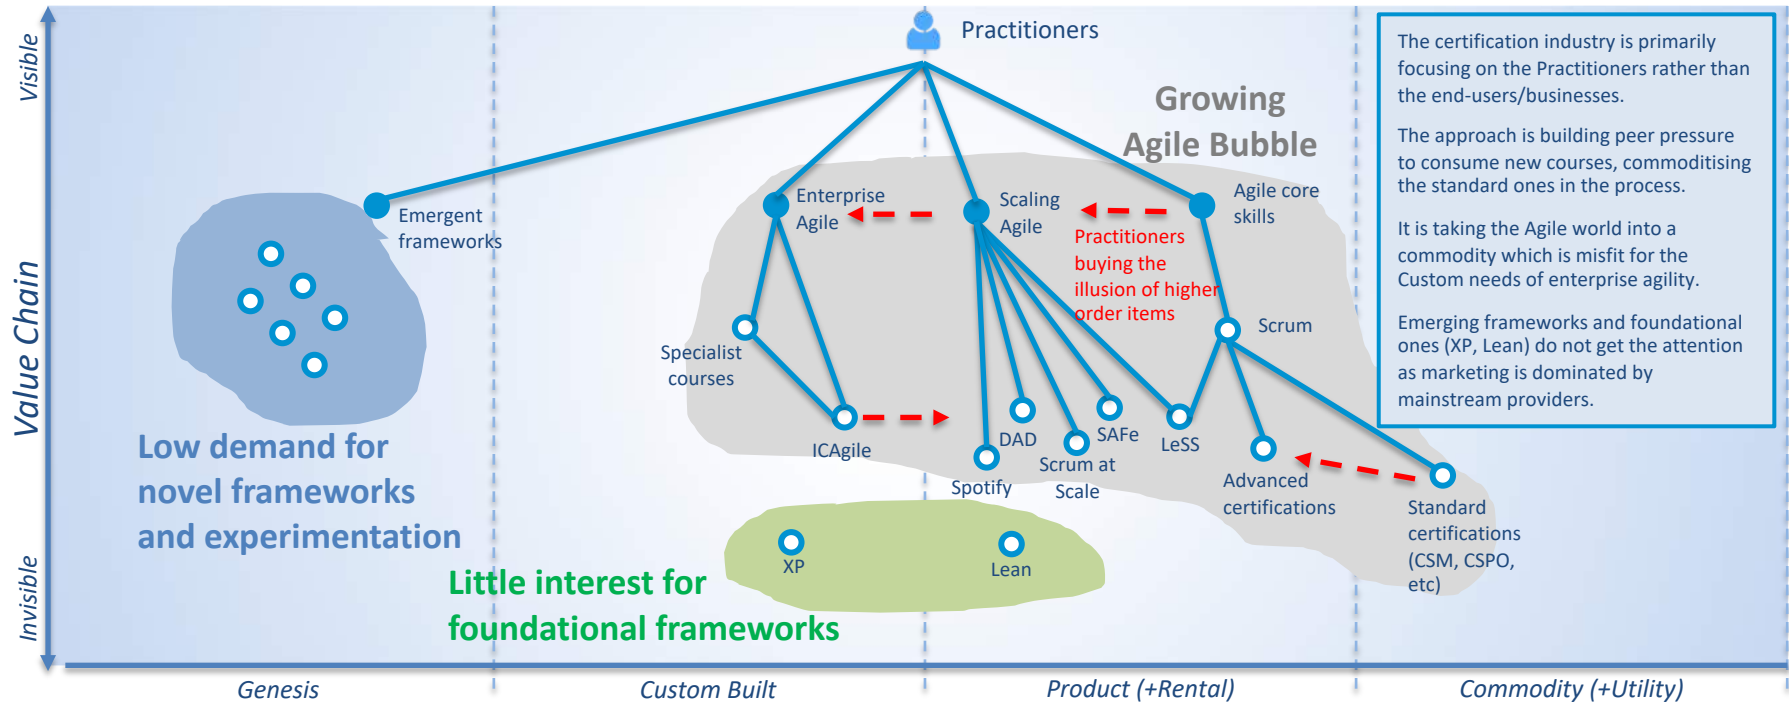 Visible
Value Chain
Invisible
Practitioners
Growing
Agile Bubble
Emergent
frameworks
Enterprise
Agile
Scaling
Agile
Agile core
skills
Practitioners
buying the
illusion of higher
order items
Specialist
courses
Scrum
ICAgile
Spotify
DAD
Scrum at
Scale
SAFe
LeSS
Advanced
certifications
Standard
certifications
(CSM, CSPO,
etc)
Low demand for
novel frameworks
and experimentation
XP
Lean
Little interest for
foundational frameworks
The certification industry is primarily
focusing on the Practitioners rather than
the end-users/businesses.
The approach is building peer pressure
to consume new courses, commoditising
the standard ones in the process.
It is taking the Agile world into a
commodity which is misfit for the
Custom needs of enterprise agility.
Emerging frameworks and foundational
ones (XP, Lean) do not get the attention
as marketing is dominated by
mainstream providers.
Genesis
Custom Built
Product (+Rental)
Commodity (+Utility)